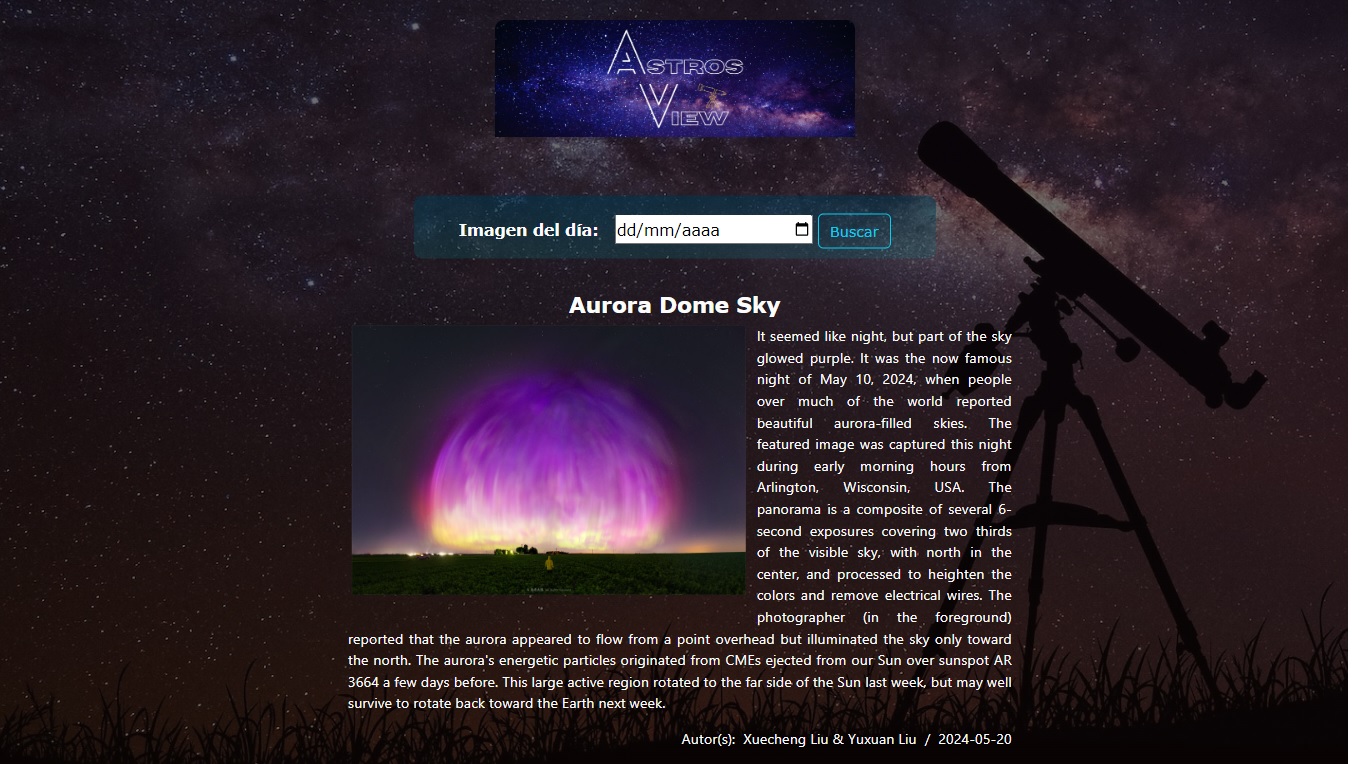 ASTROS
VIEW
Imagen del día:
dd/mm/aaaa
Buscar
Aurora Dome Sky
It seemed like night, but part of the sky
glowed purple. It was the now famous
night of May 10, 2024, when people
over much of the world reported
beautiful aurora-filled skies. The
featured image was captured this night
during early morning hours from
Arlington, Wisconsin, USA. The
panorama is a composite of several 6-
second exposures covering two thirds
of the visible sky, with north in the
center, and processed to heighten the
colors and remove electrical wires. The
photographer (in the foreground)
reported that the aurora appeared to flow from a point overhead but illuminated the sky only toward
the north. The aurora's energetic particles originated from CMEs ejected from our Sun over sunspot AR
3664 a few days before. This large active region rotated to the far side of the Sun last week, but may well
survive to rotate back toward the Earth next week.
Autor(s): Xuecheng Liu & Yuxuan Liu / 2024-05-20